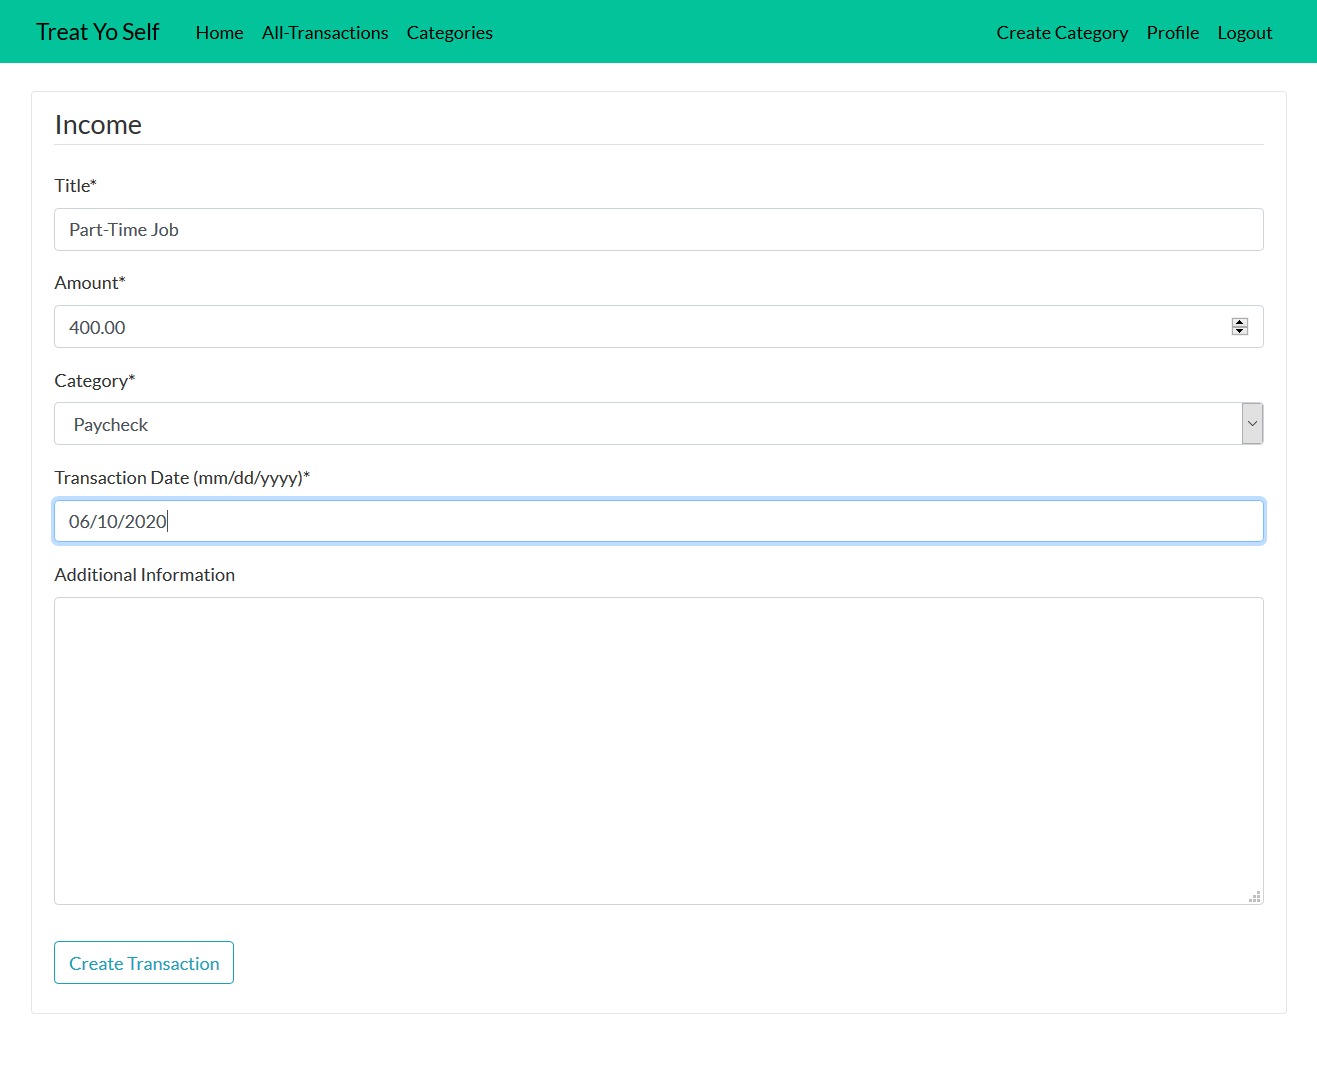 Treat Yo Self Home All-Transactions Categories Create Category Profile Logout
Income
Title*
Part-Time Job
Amount*
400.00
Category*
Paycheck
Transaction Date (mm/dd/yyyy)*
06/10/2020
Additional Information
Create Transaction